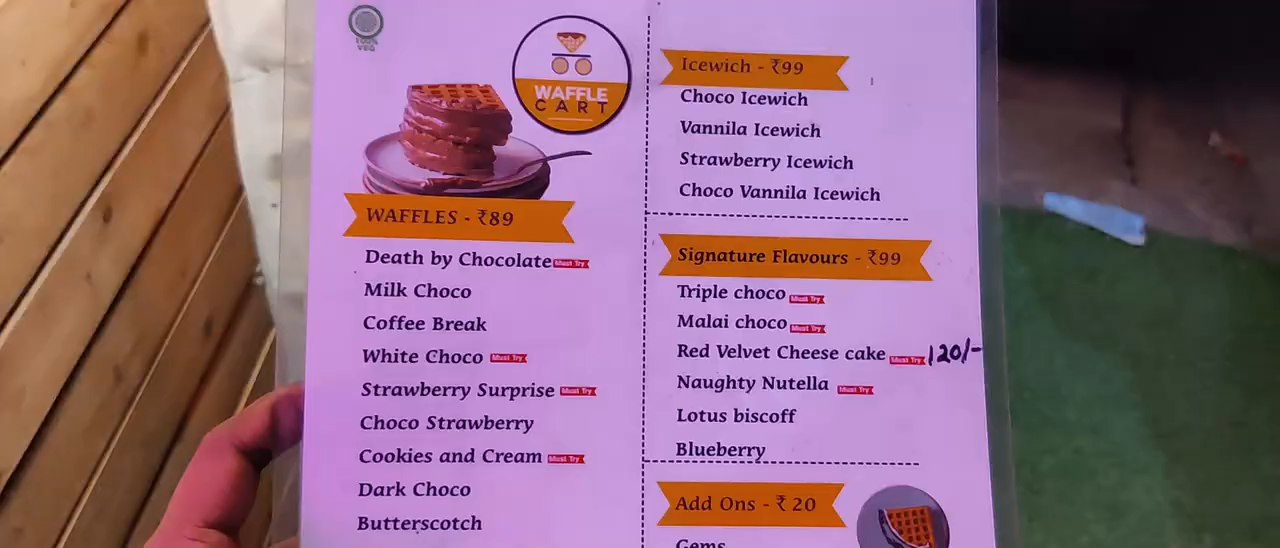 100%
VEG
WAFFLE
CART
WAFFLES - ₹89
Death by Chocolate Must Try
Milk Choco
Coffee Break
White Choco Must Try
Strawberry Surprise Must Try
Choco Strawberry
Cookies and Cream Must Try
Dark Choco
Butterscotch
Icewich - ₹99
Choco Icewich
Vannila Icewich
Strawberry Icewich
Choco Vannila Icewich
Signature Flavours - ₹99
Triple choco Must Try
Malai choco Must Try
Red Velvet Cheese cake Must Try 120/-
Naughty Nutella Must Try
Lotus biscoff
Blueberry
Add Ons - ₹ 20
Gems